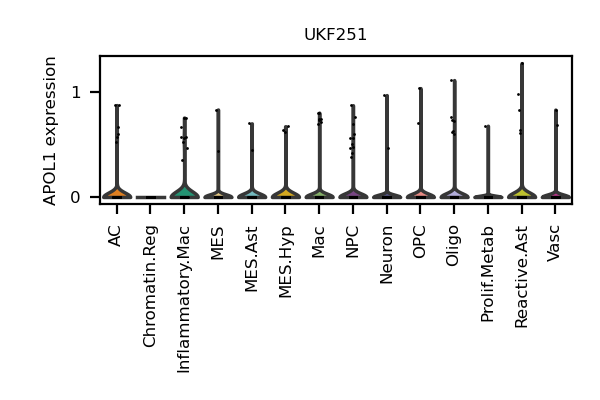 UKF251
APOL1 expression
1
0
AC
Chromatin.Reg
Inflammatory.Mac
MES
MES.Ast
MES.Hyp
Mac
NPC
Neuron
OPC
Oligo
Prolif.Metab
Reactive.Ast
Vasc